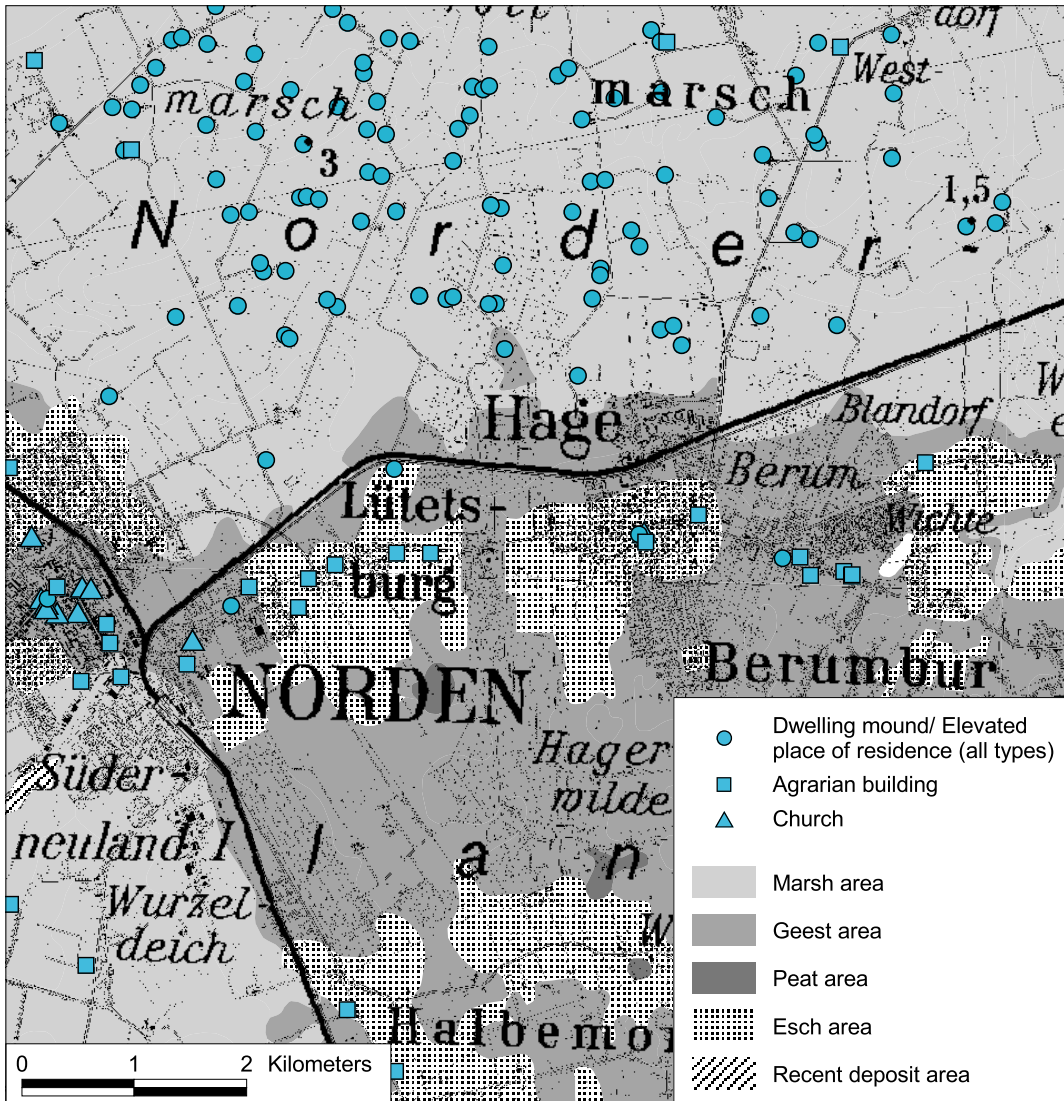 dorf
marsch
marsch
West-
3
1,5
N o r d e r -
W
Hage
Blandorf
e
Berum
Lütets-
Wichte
burg
NORDEN
Berumbur
Hager
Süder-
wilde
neuland I
l a n
Wurzel-
deich
W
Halbemon
Dwelling mound/ Elevated
place of residence (all types)
Agrarian building
Church
Marsh area
Geest area
Peat area
Esch area
Recent deposit area
0 1 2 Kilometers